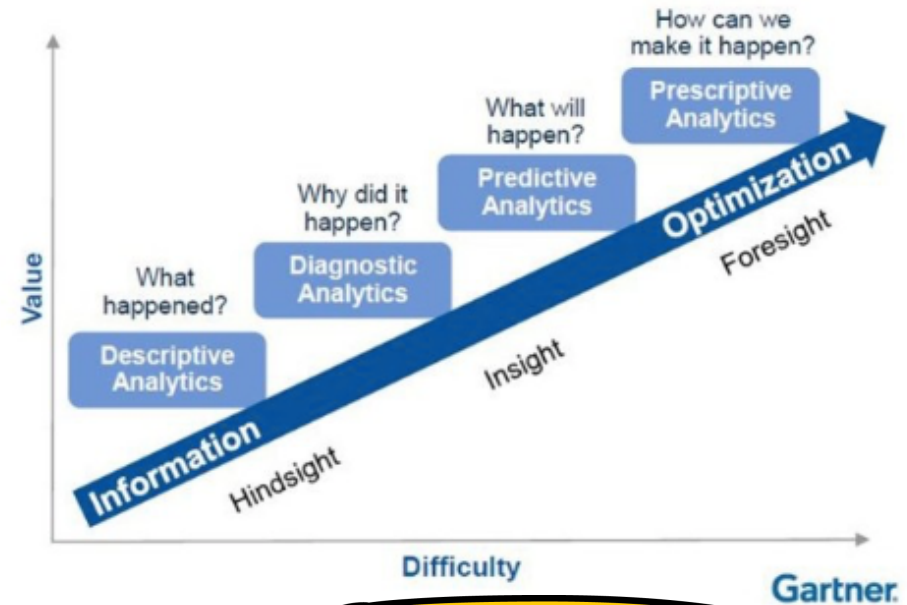 How can we
make it happen?
Prescriptive
Analytics
What will
happen?
Predictive
Analytics
Why did it
happen?
Diagnostic
Analytics
What
happened?
Descriptive
Analytics
Value
Information
Optimization
Hindsight
Insight
Foresight
Difficulty
Gartner.